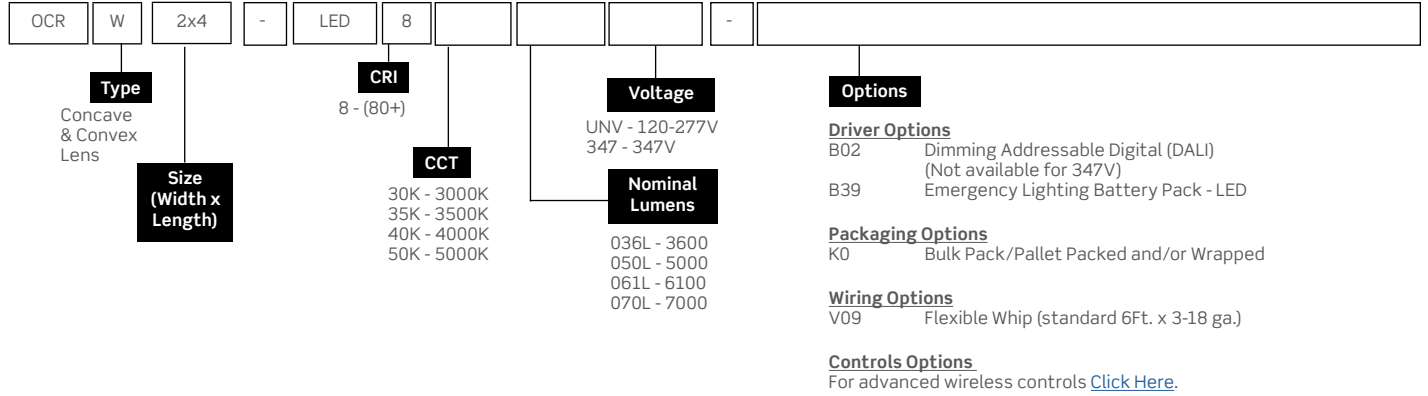 OCR W 2x4 - LED 8 -
Type
Concave
& Convex
Lens
Size
(Width x
Length)
CRI
8 - (80+)
CCT
30K - 3000K
35K - 3500K
40K - 4000K
50K - 5000K
Voltage
UNV - 120-277V
347 - 347V
Nominal
Lumens
036L - 3600
050L - 5000
061L - 6100
070L - 7000
Options
Driver Options
B02 Dimming Addressable Digital (DALI)
(Not available for 347V)
B39 Emergency Lighting Battery Pack - LED
Packaging Options
K0 Bulk Pack/Pallet Packed and/or Wrapped
Wiring Options
V09 Flexible Whip (standard 6Ft. x 3-18 ga.)
Controls Options
For advanced wireless controls Click Here.